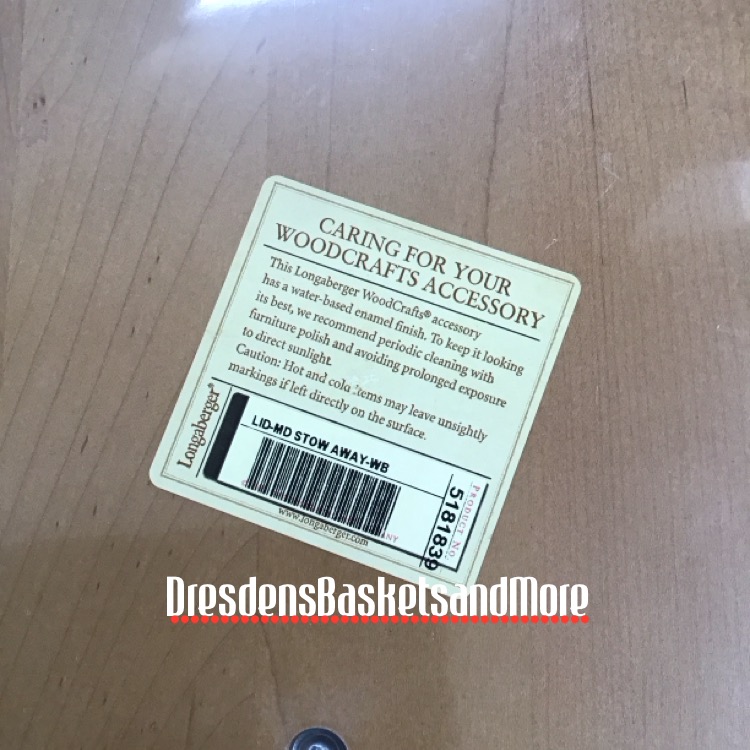 CARING FOR YOUR
WOODCRAFTS ACCESSORY
This Longaberger WoodCrafts® accessory
has a water-based enamel finish. To keep it looking
its best, we recommend periodic cleaning with
furniture polish and avoiding prolonged exposure
to direct sunlight.
Caution: Hot and cold items may leave unsightly
markings if left directly on the surface.
Longaberger®
LID-MD STOW AWAY-WB
PRODUCT NO.
5181839
www.longaberger.com
DresdensBasketsandMore